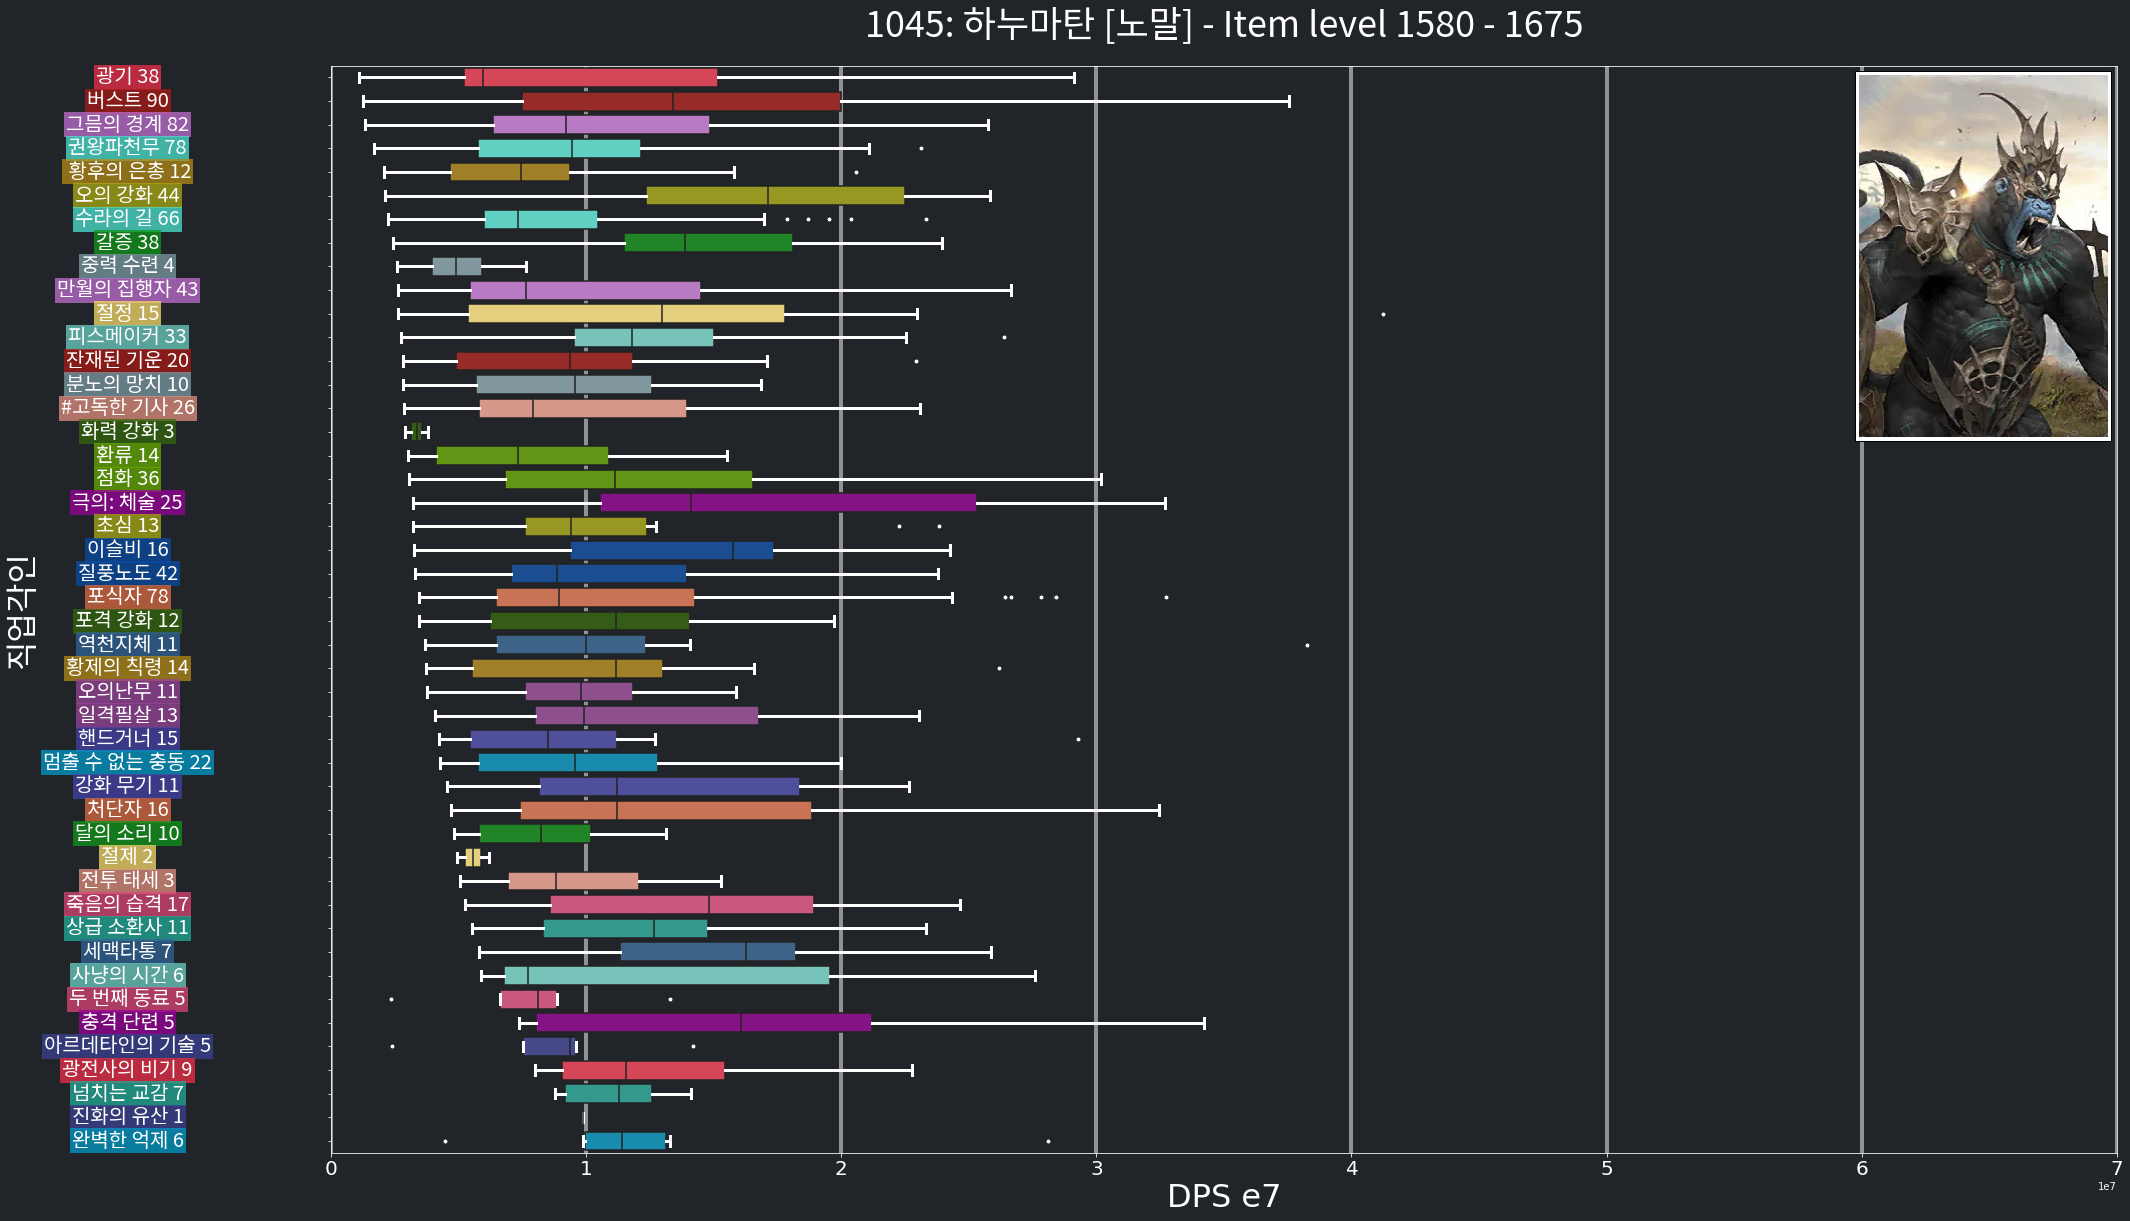 1045: 하누마탄 [노말] - Item level 1580 - 1675
광기 38
버스트 90
그믐의 경계 82
권왕파천무 78
황후의 은총 12
오의 강화 44
수라의 길 66
갈증 38
중력 수련 4
만월의 집행자 43
절정 15
피스메이커 33
잔재된 기운 20
분노의 망치 10
#고독한 기사 26
화력 강화 3
환류 14
점화 36
극의: 체술 25
초심 13
이슬비 16
질풍노도 42
포식자 78
포격 강화 12
역천지체 11
황제의 칙령 14
오의난무 11
일격필살 13
핸드거너 15
멈출 수 없는 충동 22
강화 무기 11
처단자 16
달의 소리 10
절제 2
전투 태세 3
죽음의 습격 17
상급 소환사 11
세맥타통 7
사냥의 시간 6
두 번째 동료 5
충격 단련 5
아르데타인의 기술 5
광전사의 비기 9
넘치는 교감 7
진화의 유산 1
완벽한 억제 6
직업각인
0 1 2 3 4 5 6 7
1e7
DPS e7